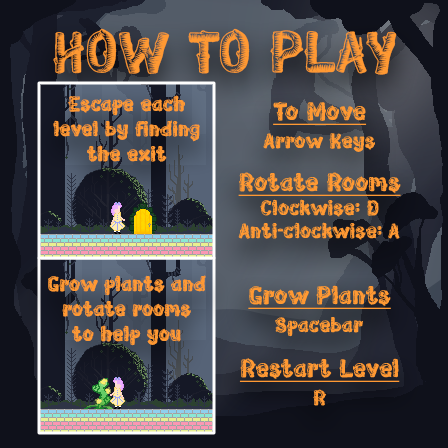 HOW TO PLAY
Escape each
level by finding
the exit
Grow plants and
rotate rooms
to help you
To Move
Arrow Keys
Rotate Rooms
Clockwise: D
Anti-clockwise: A
Grow Plants
Spacebar
Restart Level
R